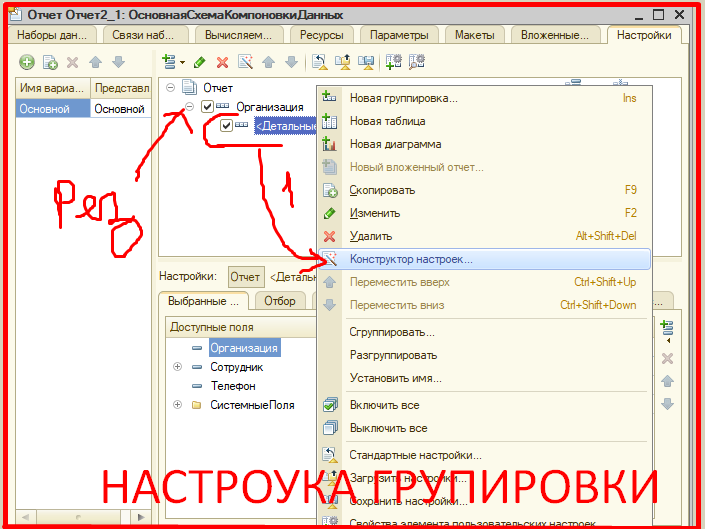 Отчет Отчет2_1: ОсновнаяСхемаКомпоновкиДанных
Наборы дан... Связи наб... Вычисляем... Ресурсы Параметры Макеты Вложенные... Настройки
Имя вариа... Представл
Основной Основной
Отчет
Организация
<Детальные
1
Новая группировка... Ins
Новая таблица
Новая диаграмма
Новый вложенный отчет...
Скопировать F9
Изменить F2
Удалить Alt+Shift+Del
Конструктор настроек...
Переместить вверх Ctrl+Shift+Up
Переместить вниз Ctrl+Shift+Down
Сгруппировать...
Разгруппировать
Установить имя...
Включить все
Выключить все
Стандартные настройки...
Загрузить настройки...
Сохранить настройки...
Свойства элемента пользовательских настроек...
Настройки: Отчет <Деталь
Выбранные ... Отбор ...
Доступные поля
Организация
Сотрудник
Телефон
СистемныеПоля
НАСТРОУКА ГРУПИРОВКИ